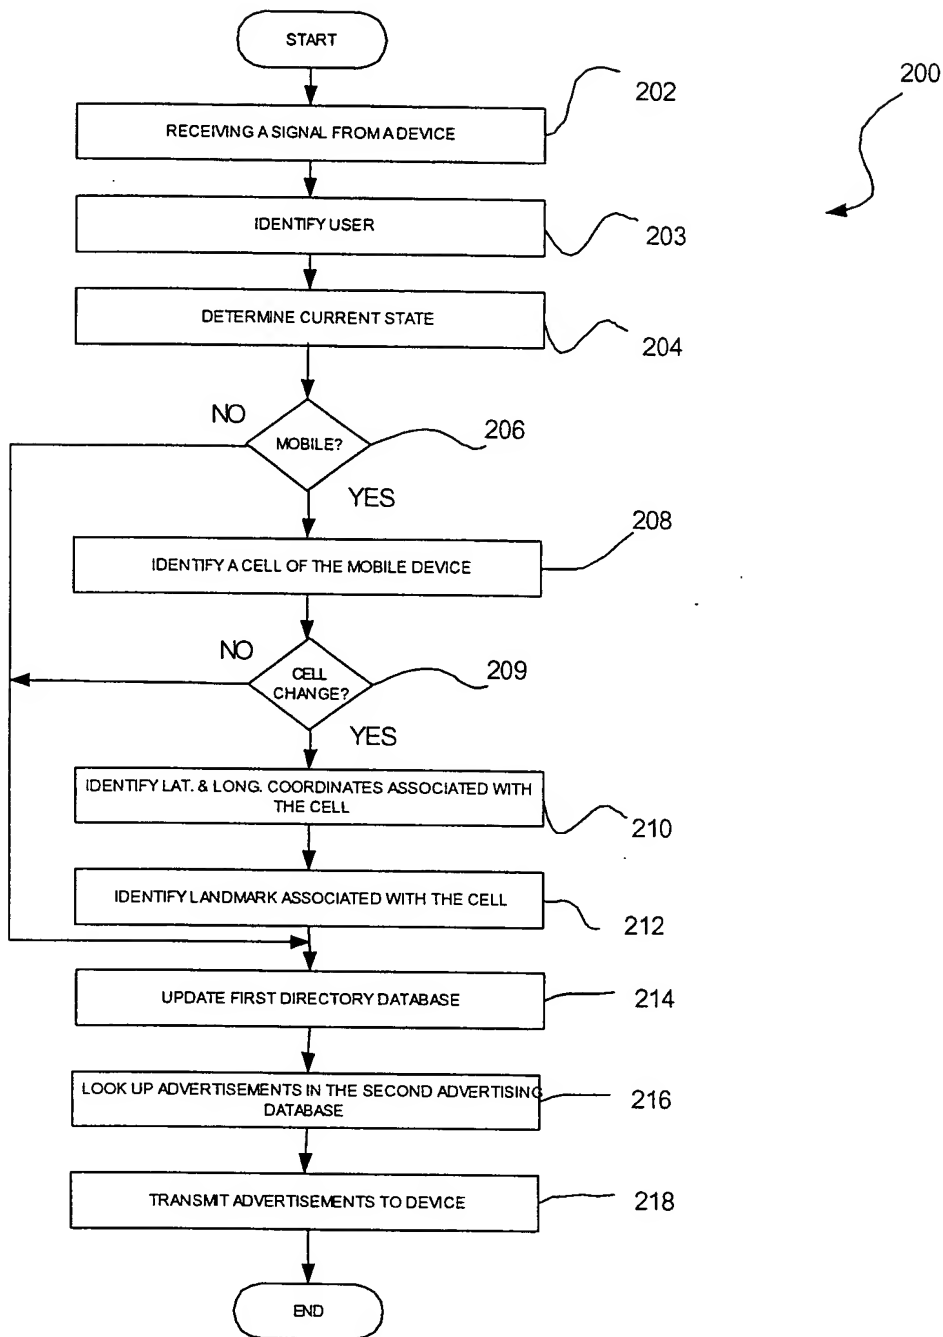 START
200
202
RECEIVING A SIGNAL FROM A DEVICE
IDENTIFY USER
203
DETERMINE CURRENT STATE
204
NO
MOBILE?
206
YES
208
IDENTIFY A CELL OF THE MOBILE DEVICE
NO
CELL
CHANGE?
209
YES
IDENTIFY LAT. & LONG. COORDINATES ASSOCIATED WITH
THE CELL
210
IDENTIFY LANDMARK ASSOCIATED WITH THE CELL
212
UPDATE FIRST DIRECTORY DATABASE
214
LOOK UP ADVERTISEMENTS IN THE SECOND ADVERTISING
DATABASE
216
TRANSMIT ADVERTISEMENTS TO DEVICE
218
END